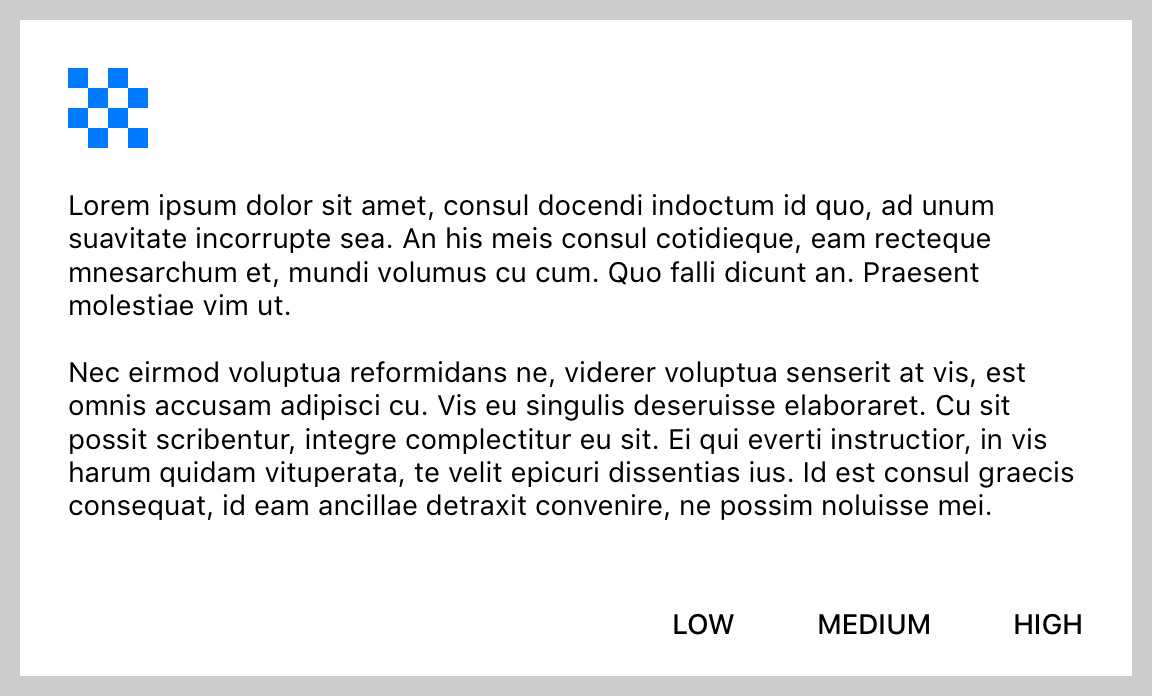 Lorem ipsum dolor sit amet, consul docendi indoctum id quo, ad unum
suavitate incorrupte sea. An his meis consul cotidieque, eam recteque
mnesarchum et, mundi volumus cu cum. Quo falli dicunt an. Praesent
molestiae vim ut.
Nec eirmod voluptua reformidans ne, viderer voluptua senserit at vis, est
omnis accusam adipisci cu. Vis eu singulis deseruisse elaboraret. Cu sit
possit scribentur, integre complectitur eu sit. Ei qui everti instructior, in vis
harum quidam vituperata, te velit epicuri dissentias ius. Id est consul graecis
consequat, id eam ancillae detraxit convenire, ne possim noluisse mei.
LOW MEDIUM HIGH